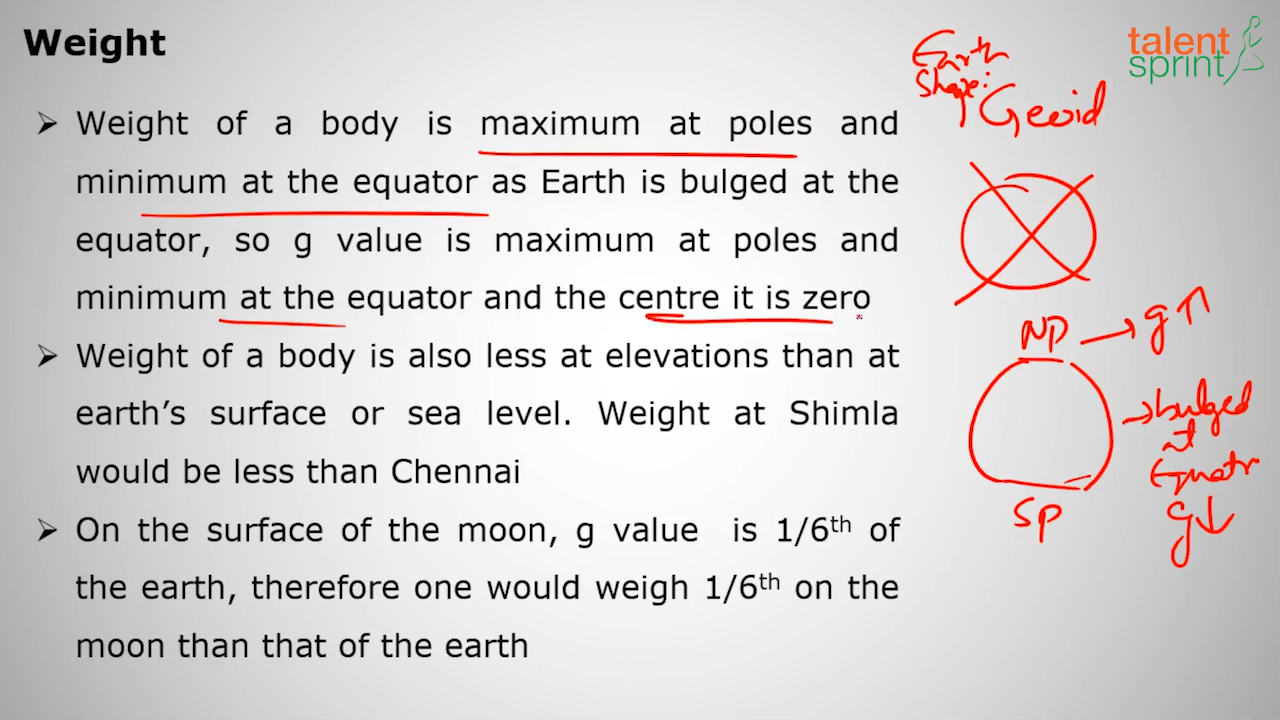 Weight
➢ Weight of a body is maximum at poles and
minimum at the equator as Earth is bulged at the
equator, so g value is maximum at poles and
minimum at the equator and the centre it is zero
➢ Weight of a body is also less at elevations than at
earth’s surface or sea level. Weight at Shimla
would be less than Chennai
➢ On the surface of the moon, g value is 1/6th of
the earth, therefore one would weigh 1/6th on the
moon than that of the earth
talent
sprint
Earth
Shape:
Geoid
NP → g ↑
→ bulged
at
Equatr
g↓
SP